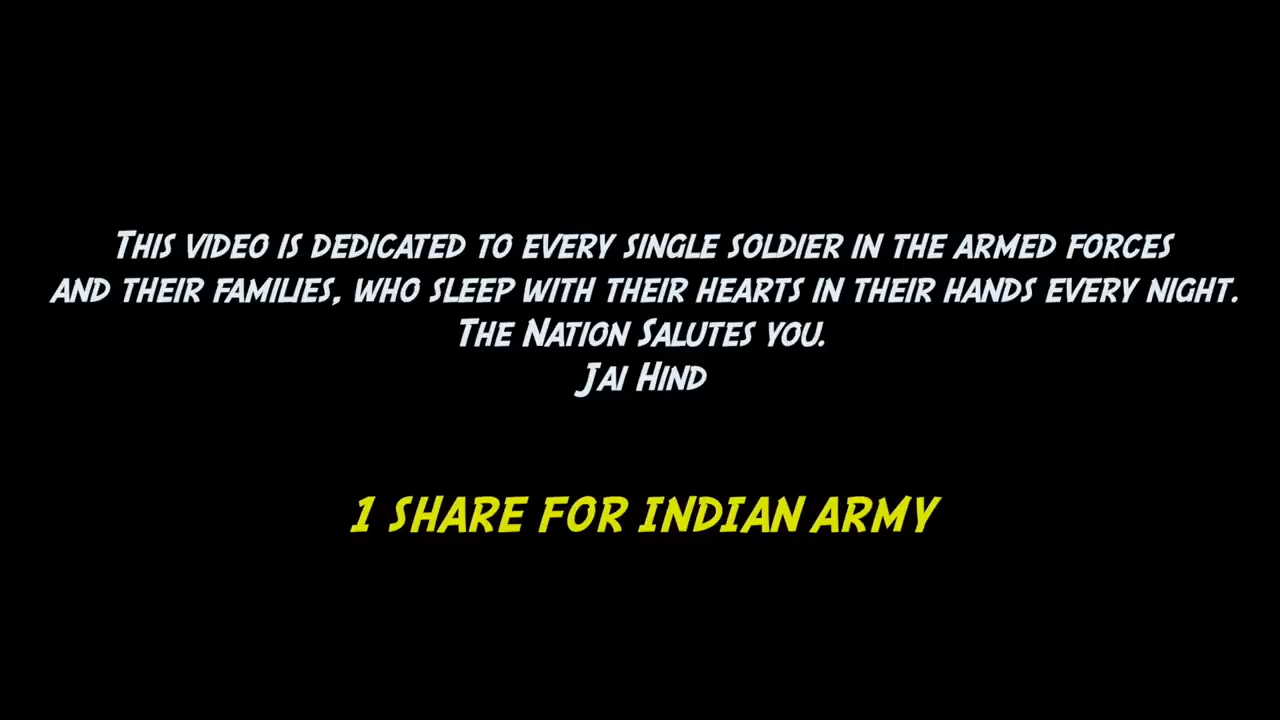 This video is dedicated to every single soldier in the armed forces
and their families, who sleep with their hearts in their hands every night.
The Nation Salutes you.
Jai Hind
1 SHARE FOR INDIAN ARMY